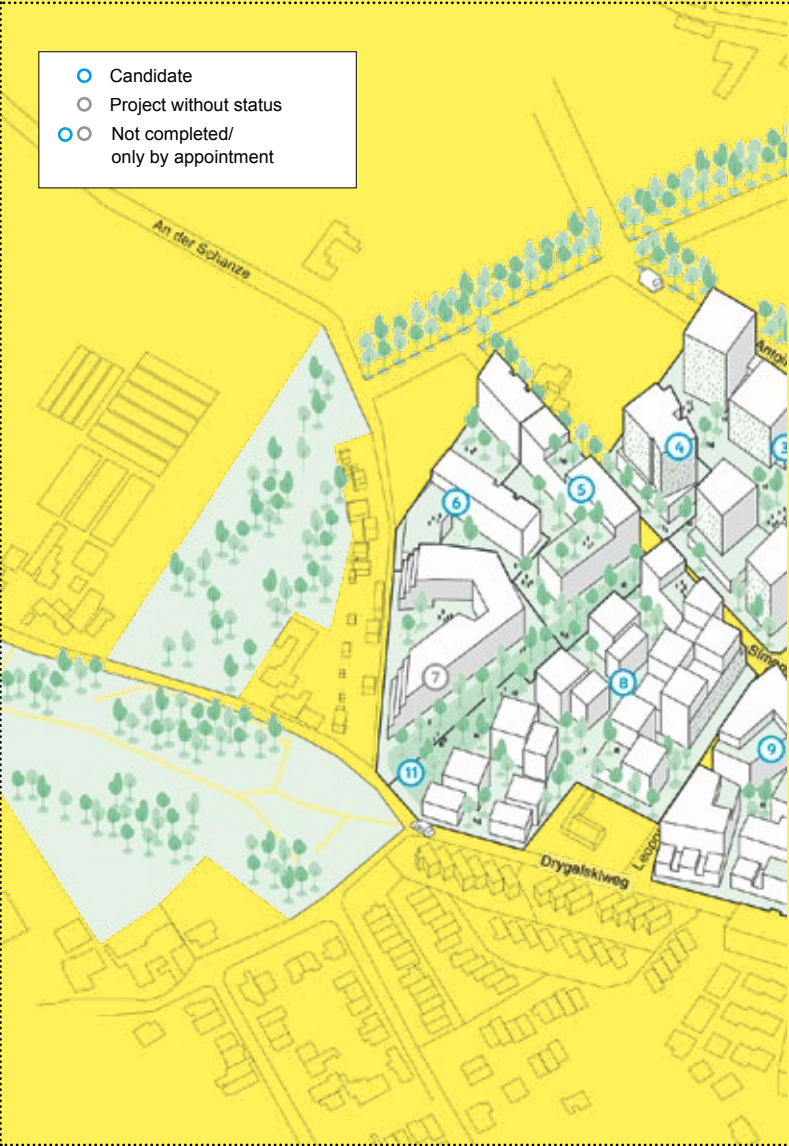 Candidate
Project without status
Not completed/
only by appointment
An der Schanze
4
3
6
5
7
8
9
11
Drygalskiweg